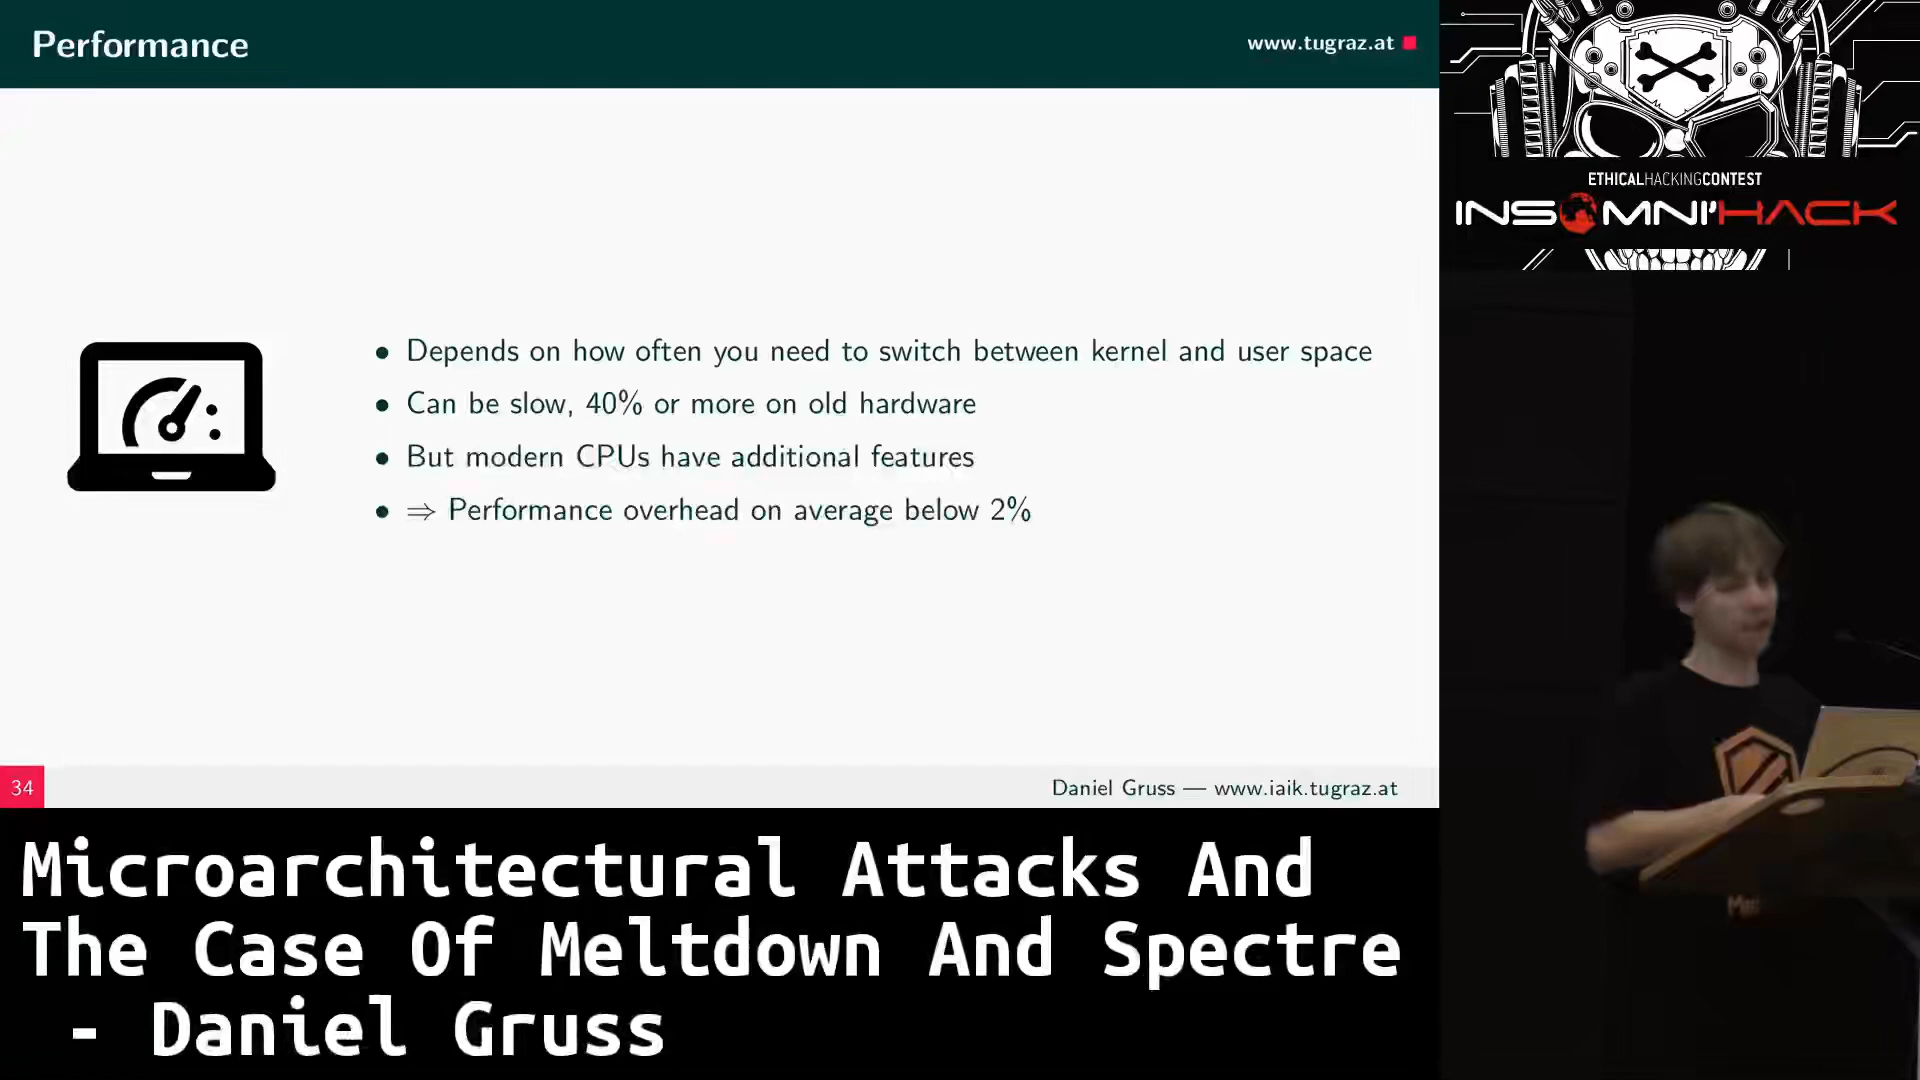 Performance
www.tugraz.at
• Depends on how often you need to switch between kernel and user space
• Can be slow, 40% or more on old hardware
• But modern CPUs have additional features
• ⇒ Performance overhead on average below 2%
34
Daniel Gruss — www.iaik.tugraz.at
ETHICALHACKINGCONTEST
INSOMNI'HACK
Microarchitectural Attacks And
The Case Of Meltdown And Spectre
- Daniel Gruss